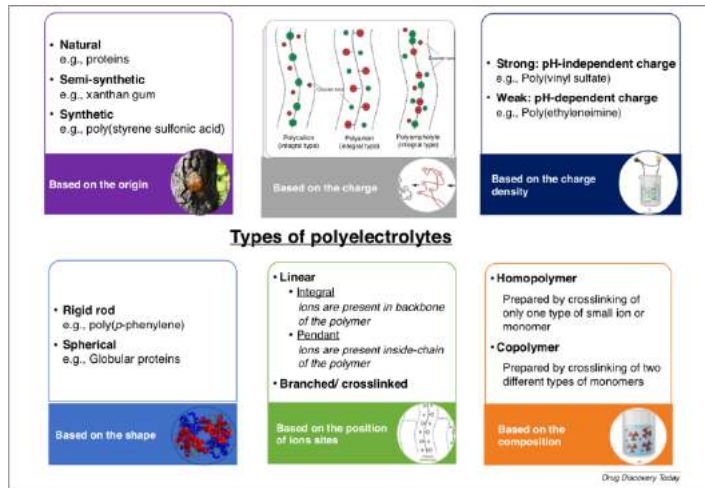 • Natural
e.g., proteins
• Semi-synthetic
e.g., xanthan gum
• Synthetic
e.g., poly(styrene sulfonic acid)
Based on the origin
Polycation
(integral type)
Polyanion
(integral type)
Polyampholyte
(integral type)
Based on the charge
• Strong: pH-independent charge
e.g., Poly(vinyl sulfate)
• Weak: pH-dependent charge
e.g., Poly(ethyleneimine)
Based on the charge
density
Types of polyelectrolytes
• Rigid rod
e.g., poly(p-phenylene)
• Spherical
e.g., Globular proteins
Based on the shape
• Linear
• Integral
ions are present in backbone
of the polymer
• Pendant
ions are present inside-chain
of the polymer
• Branched/ crosslinked
Based on the position
of ions sites
• Homopolymer
Prepared by crosslinking of
only one type of small ion or
monomer
• Copolymer
Prepared by crosslinking of two
different types of monomers
Based on the
composition
Drug Discovery Today